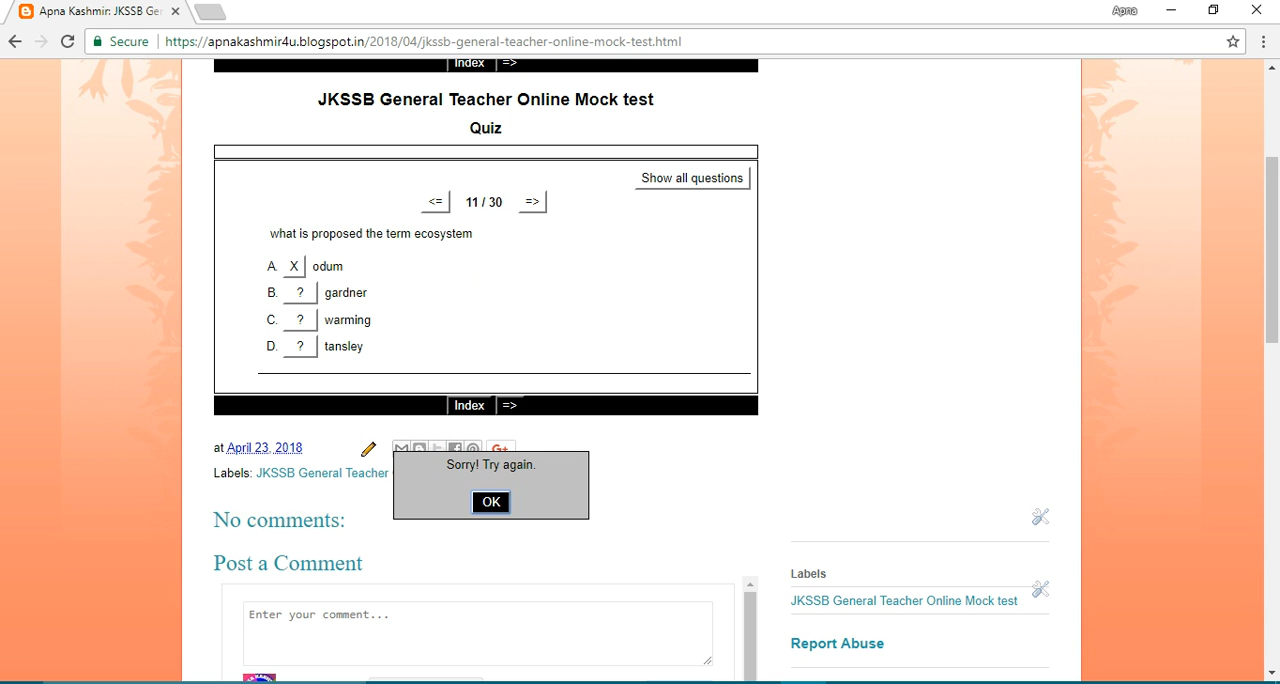 Apna Kashmir: JKSSB Ger
Apna
Secure
https://apnakashmir4u.blogspot.in/2018/04/jkssb-general-teacher-online-mock-test.html
Index =>
JKSSB General Teacher Online Mock test
Quiz
Show all questions
<= 11 / 30 =>
what is proposed the term ecosystem
A. X odum
B. ? gardner
C. ? warming
D. ? tansley
Index =>
at April 23, 2018
G+
Labels: JKSSB General Teacher
Sorry! Try again.
OK
No comments:
Post a Comment
Enter your comment...
Labels
JKSSB General Teacher Online Mock test
Report Abuse